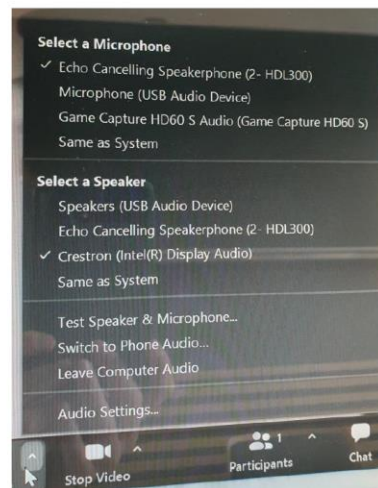 Select a Microphone
✓ Echo Cancelling Speakerphone (2- HDL300)
Microphone (USB Audio Device)
Game Capture HD60 S Audio (Game Capture HD60 S)
Same as System
Select a Speaker
Speakers (USB Audio Device)
Echo Cancelling Speakerphone (2- HDL300)
✓ Crestron (Intel(R) Display Audio)
Same as System
Test Speaker & Microphone...
Switch to Phone Audio...
Leave Computer Audio
Audio Settings...
1
Stop Video
Participants
Chat